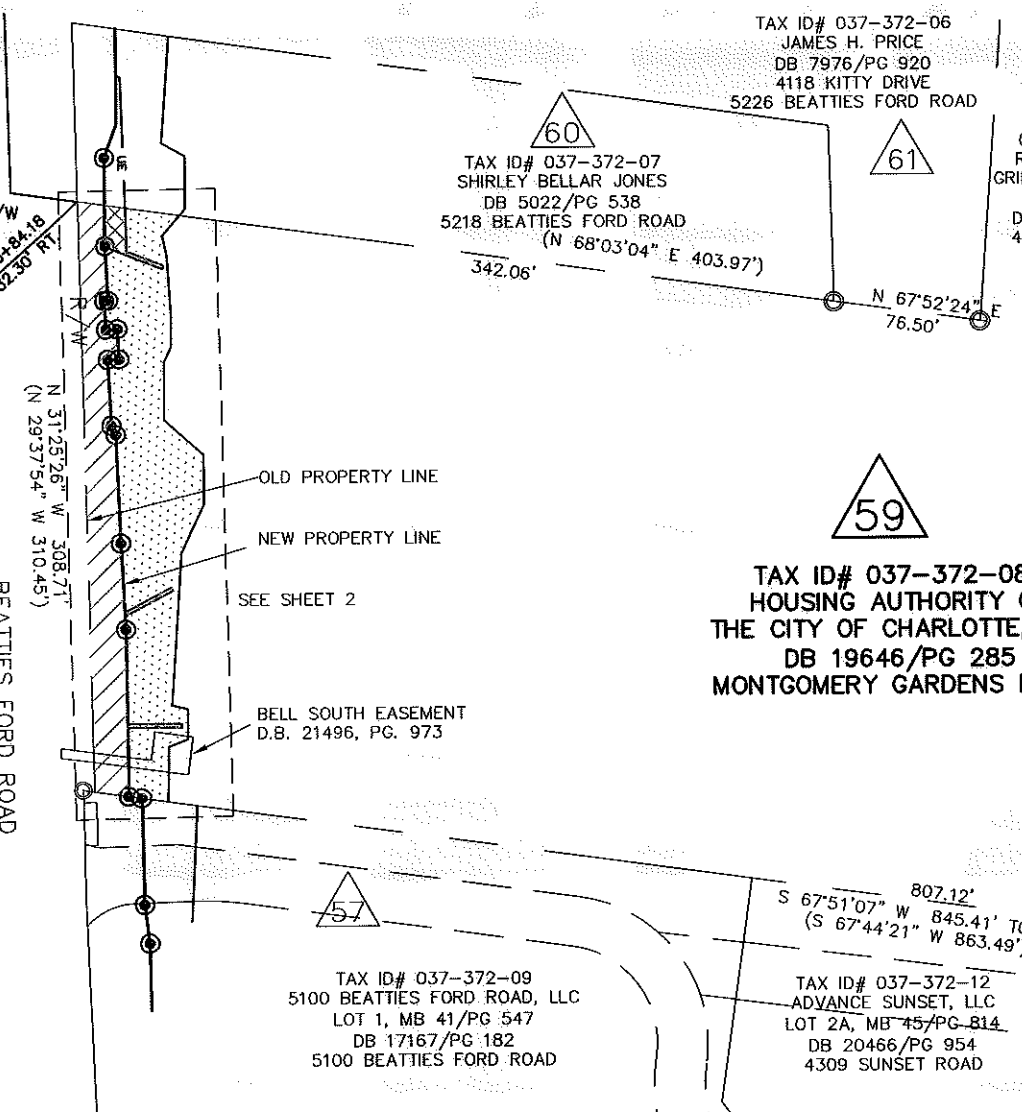 TAX ID# 037-372-06
JAMES H. PRICE
DB 7976/PG 920
4118 KITTY DRIVE
5226 BEATTIES FORD ROAD
60
61
TAX ID# 037-372-07
SHIRLEY BELLAR JONES
DB 5022/PG 538
5218 BEATTIES FORD ROAD
(N 68°03'04" E 403.97')
342.06'
N 67°52'24" E
76.50'
/W
+84.18
32.30' RT
R/W
N 31°25'26" W 308.71'
(N 29°37'54" W 310.45')
OLD PROPERTY LINE
NEW PROPERTY LINE
SEE SHEET 2
BELL SOUTH EASEMENT
D.B. 21496, PG. 973
BEATTIES FORD ROAD
59
TAX ID# 037-372-08
HOUSING AUTHORITY
THE CITY OF CHARLOTTE,
DB 19646/PG 285
MONTGOMERY GARDENS
57
807.12'
S 67°51'07" W 845.41' TO
(S 67°44'21" W 863.49'
TAX ID# 037-372-09
5100 BEATTIES FORD ROAD, LLC
LOT 1, MB 41/PG 547
DB 17167/PG 182
5100 BEATTIES FORD ROAD
TAX ID# 037-372-12
ADVANCE SUNSET, LLC
LOT 2A, MB 45/PG 814
DB 20466/PG 954
4309 SUNSET ROAD